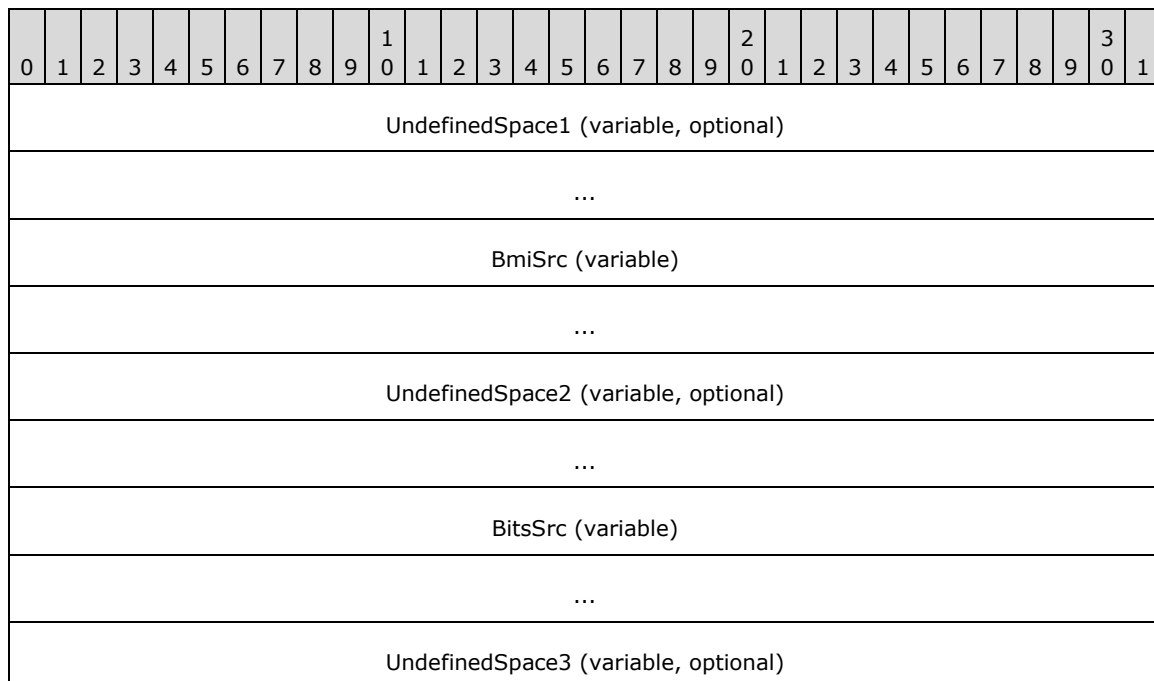 1 2 3
0 1 2 3 4 5 6 7 8 9 0 1 2 3 4 5 6 7 8 9 0 1 2 3 4 5 6 7 8 9 0 1
UndefinedSpace1 (variable, optional)
...
BmiSrc (variable)
...
UndefinedSpace2 (variable, optional)
...
BitsSrc (variable)
...
UndefinedSpace3 (variable, optional)